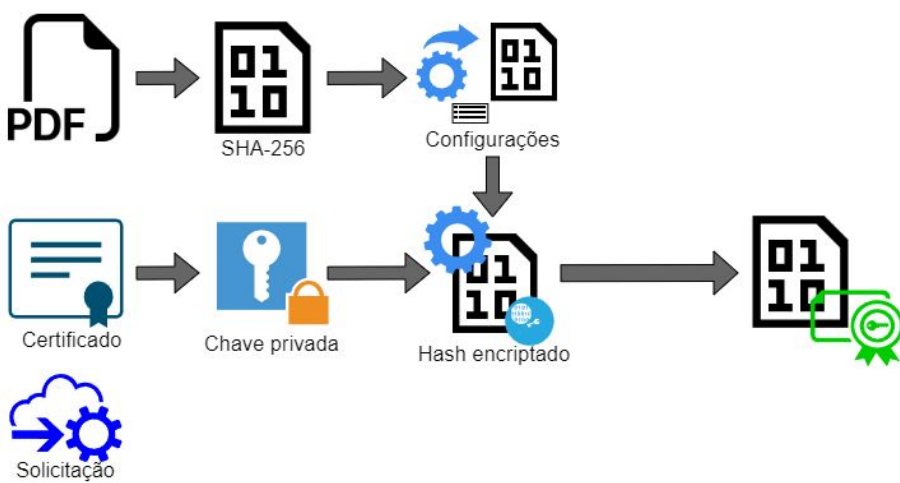 01
10
01
10
PDF
SHA-256
Configurações
01
10
01
10
Certificado
Chave privada
Hash encriptado
Solicitação